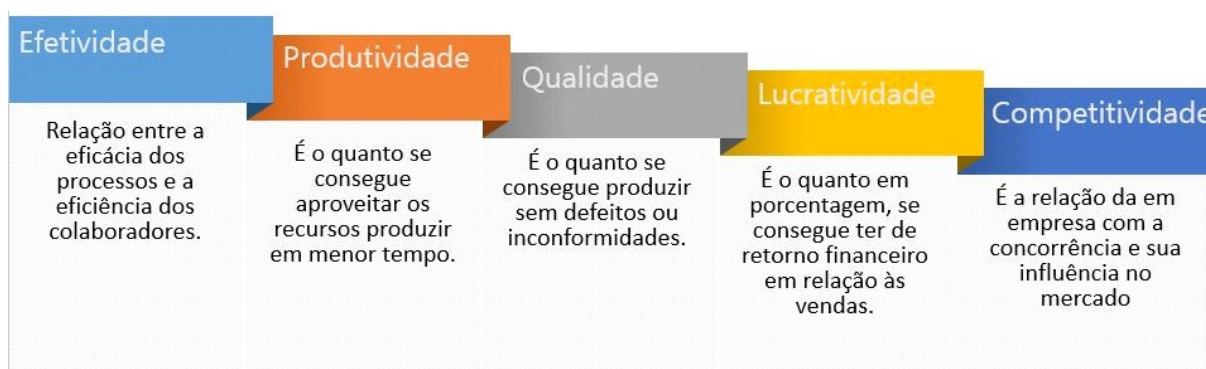 Efetividade
Relação entre a
eficácia dos
processos e a
eficiência dos
colaboradores.
Produtividade
É o quanto se
consegue
aproveitar os
recursos produzir
em menor tempo.
Qualidade
É o quanto se
consegue produzir
sem defeitos ou
inconformidades.
Lucratividade
É o quanto em
porcentagem, se
consegue ter de
retorno financeiro
em relação às
vendas.
Competitividade
É a relação da em
empresa com a
concorrência e sua
influência no
mercado